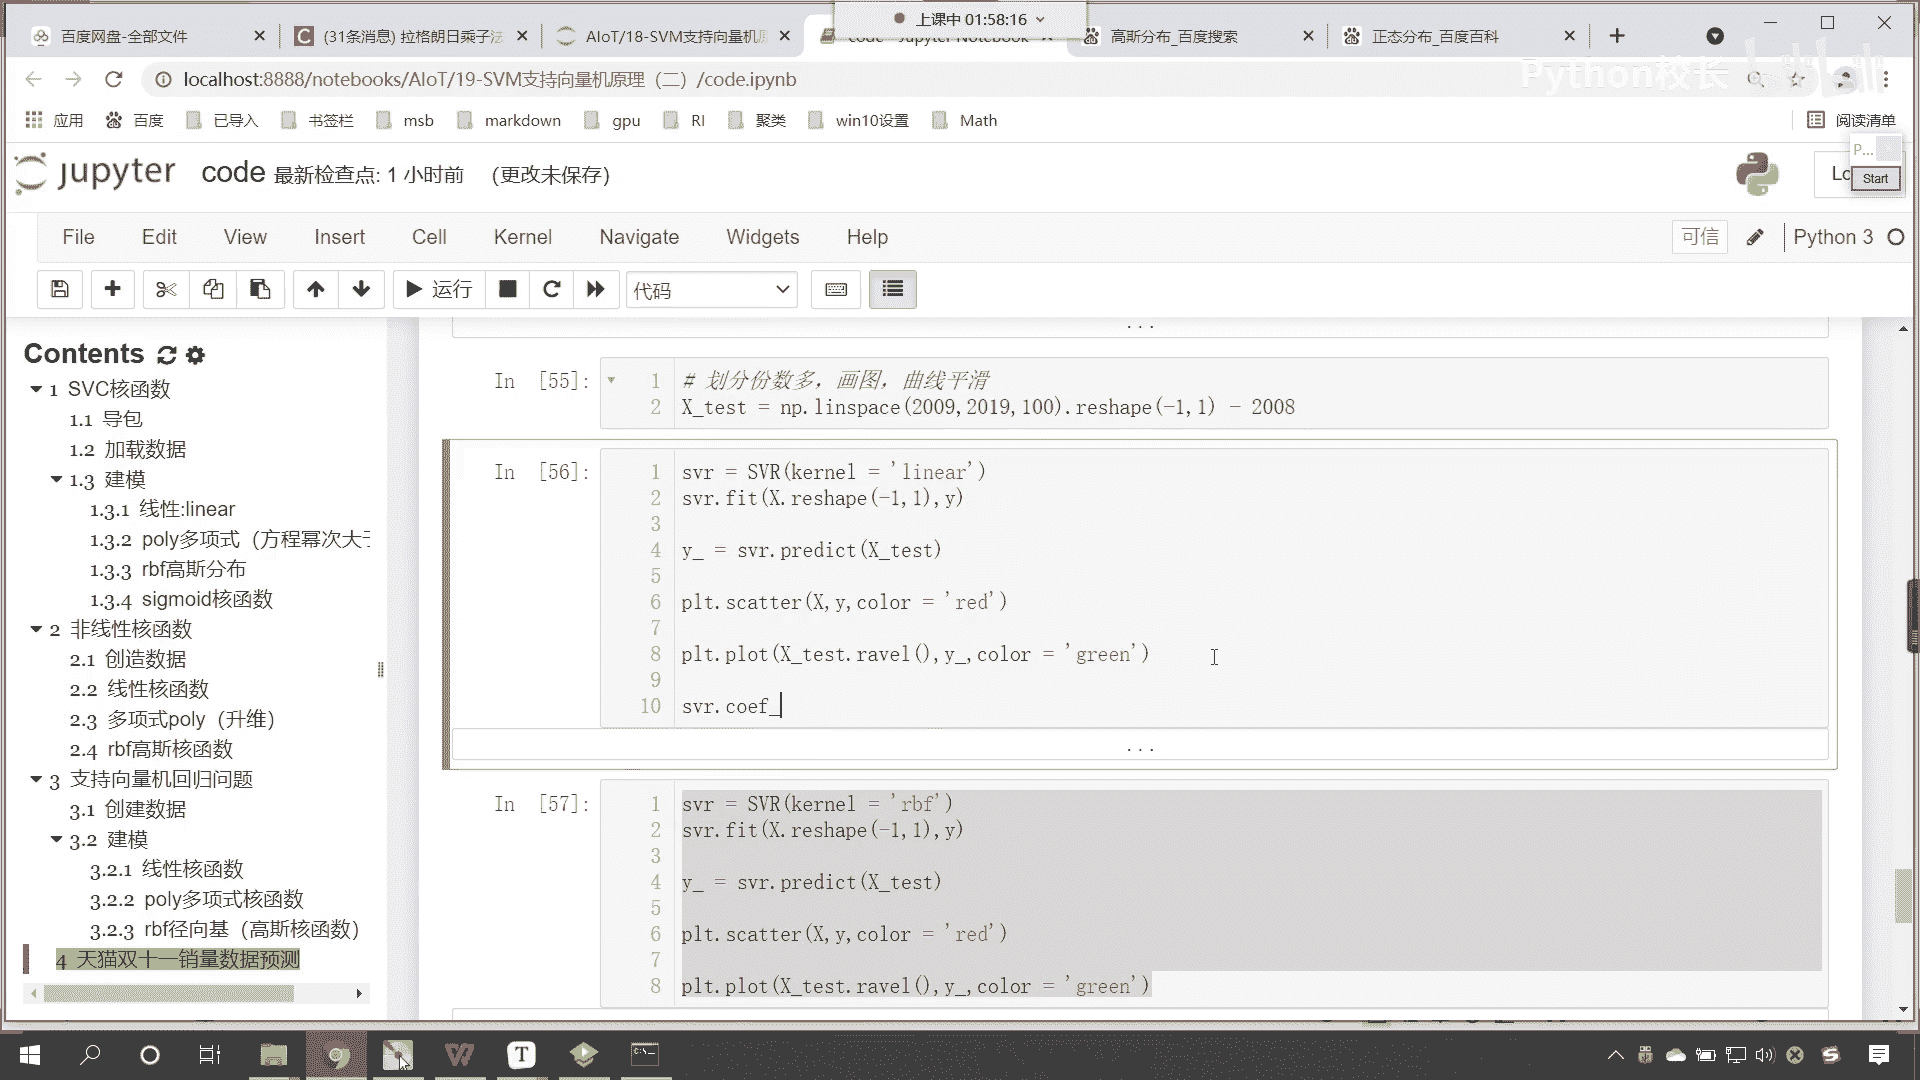 上课中 01:58:16
百度网盘-全部文件
(31条消息) 拉格朗日乘子法
AIoT/18-SVM支持向量机原
code - Jupyter Notebook
高斯分布_百度搜索
正态分布_百度百科
localhost:8888/notebooks/AIoT/19-SVM支持向量机原理（二）/code.ipynb
Python校长
应用
百度
已导入
书签栏
msb
markdown
gpu
RI
聚类
win10设置
Math
阅读清单
P...
Start
jupyter
code 最新检查点: 1 小时前 (更改未保存)
Lo
File Edit View Insert Cell Kernel Navigate Widgets Help
可信
Python 3
运行
代码
Contents
1 SVC核函数
1.1 导包
1.2 加载数据
1.3 建模
1.3.1 线性:linear
1.3.2 poly多项式（方程幂次大于
1.3.3 rbf高斯分布
1.3.4 sigmoid核函数
2 非线性核函数
2.1 创造数据
2.2 线性核函数
2.3 多项式poly（升维）
2.4 rbf高斯核函数
3 支持向量机回归问题
3.1 创建数据
3.2 建模
3.2.1 线性核函数
3.2.2 poly多项式核函数
3.2.3 rbf径向基（高斯核函数）
4 天猫双十一销量数据预测
...
In [55]:
1 # 划分份数多，画图，曲线平滑
2 X_test = np.linspace(2009,2019,100).reshape(-1,1) - 2008
In [56]:
1 svr = SVR(kernel = 'linear')
2 svr.fit(X.reshape(-1,1),y)
3
4 y_ = svr.predict(X_test)
5
6 plt.scatter(X,y,color = 'red')
7
8 plt.plot(X_test.ravel(),y_,color = 'green')
9
10 svr.coef_
...
In [57]:
1 svr = SVR(kernel = 'rbf')
2 svr.fit(X.reshape(-1,1),y)
3
4 y_ = svr.predict(X_test)
5
6 plt.scatter(X,y,color = 'red')
7
8 plt.plot(X_test.ravel(),y_,color = 'green')